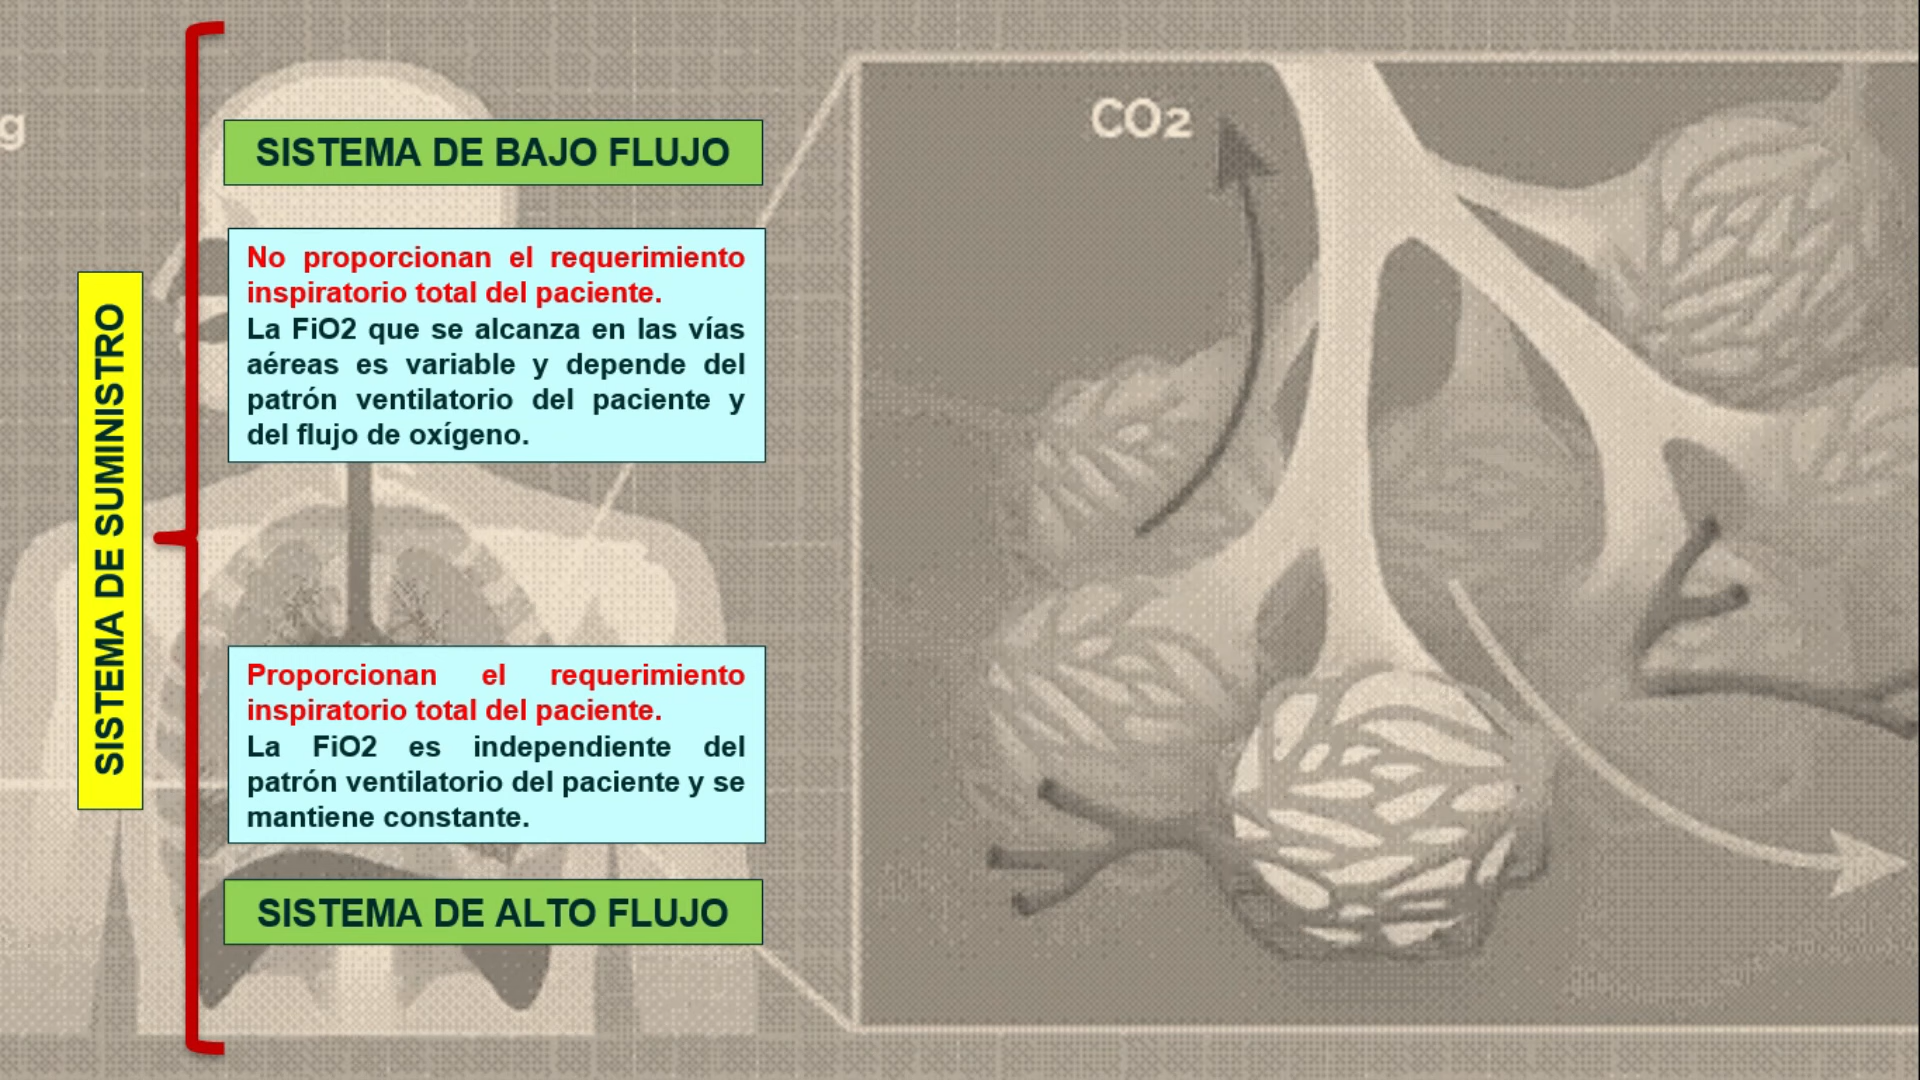 g
SISTEMA DE SUMINISTRO
SISTEMA DE BAJO FLUJO
No proporcionan el requerimiento
inspiratorio total del paciente.
La FiO2 que se alcanza en las vías
aéreas es variable y depende del
patrón ventilatorio del paciente y
del flujo de oxígeno.
Proporcionan el requerimiento
inspiratorio total del paciente.
La FiO2 es independiente del
patrón ventilatorio del paciente y se
mantiene constante.
SISTEMA DE ALTO FLUJO
CO2